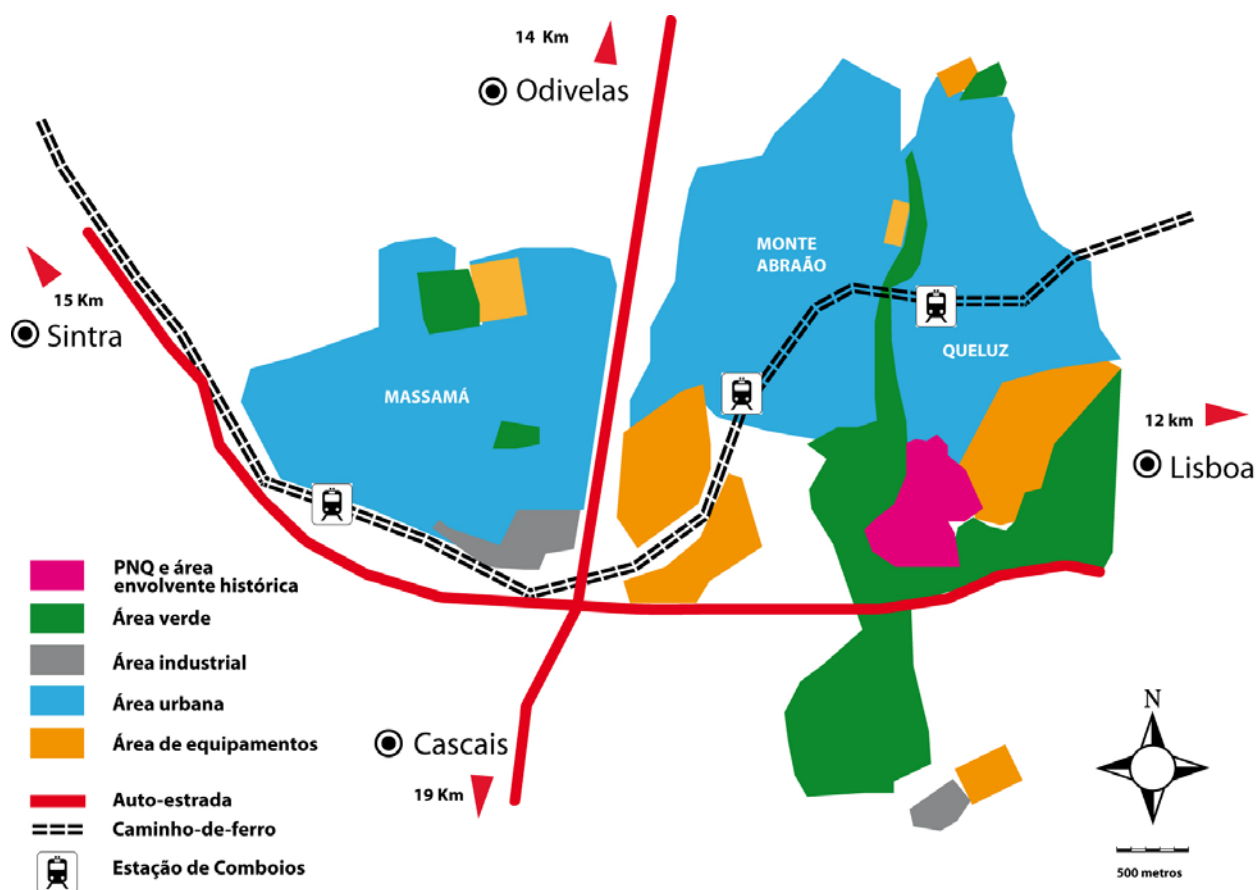 14 Km
Odivelas
MONTE
ABRAÃO
15 Km
Sintra
QUELUZ
MASSAMÁ
12 km
Lisboa
PNQ e área
envolvente histórica
Área verde
Área industrial
Área urbana
Área de equipamentos
Auto-estrada
Caminho-de-ferro
Estação de Comboios
Cascais
19 Km
N
500 metros